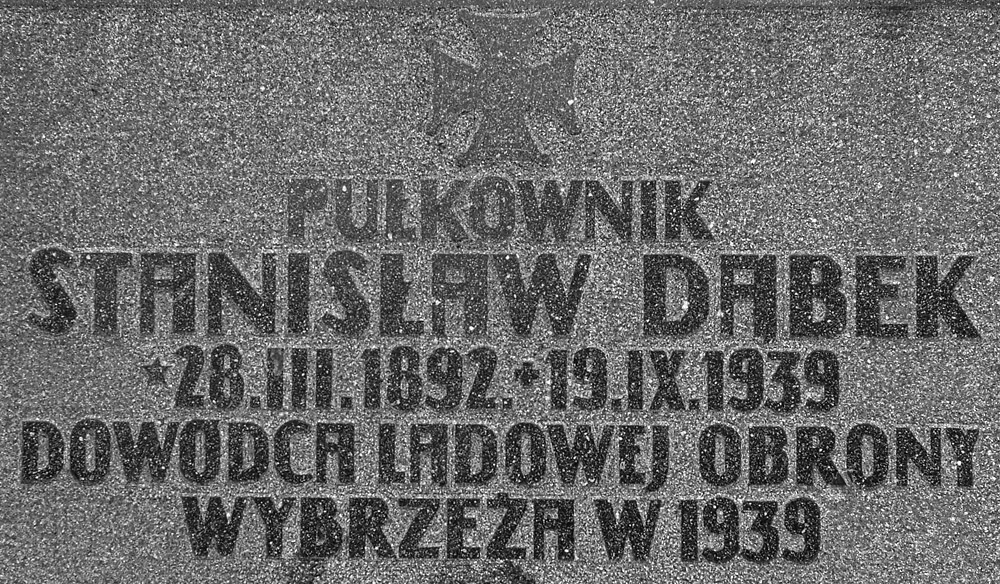 PUŁKOWNIK
STANISŁAW DĄBEK
*28.III.1892.+19.IX.1939
DOWÓDCA LĄDOWEJ OBRONY
WYBRZEŻA W 1939